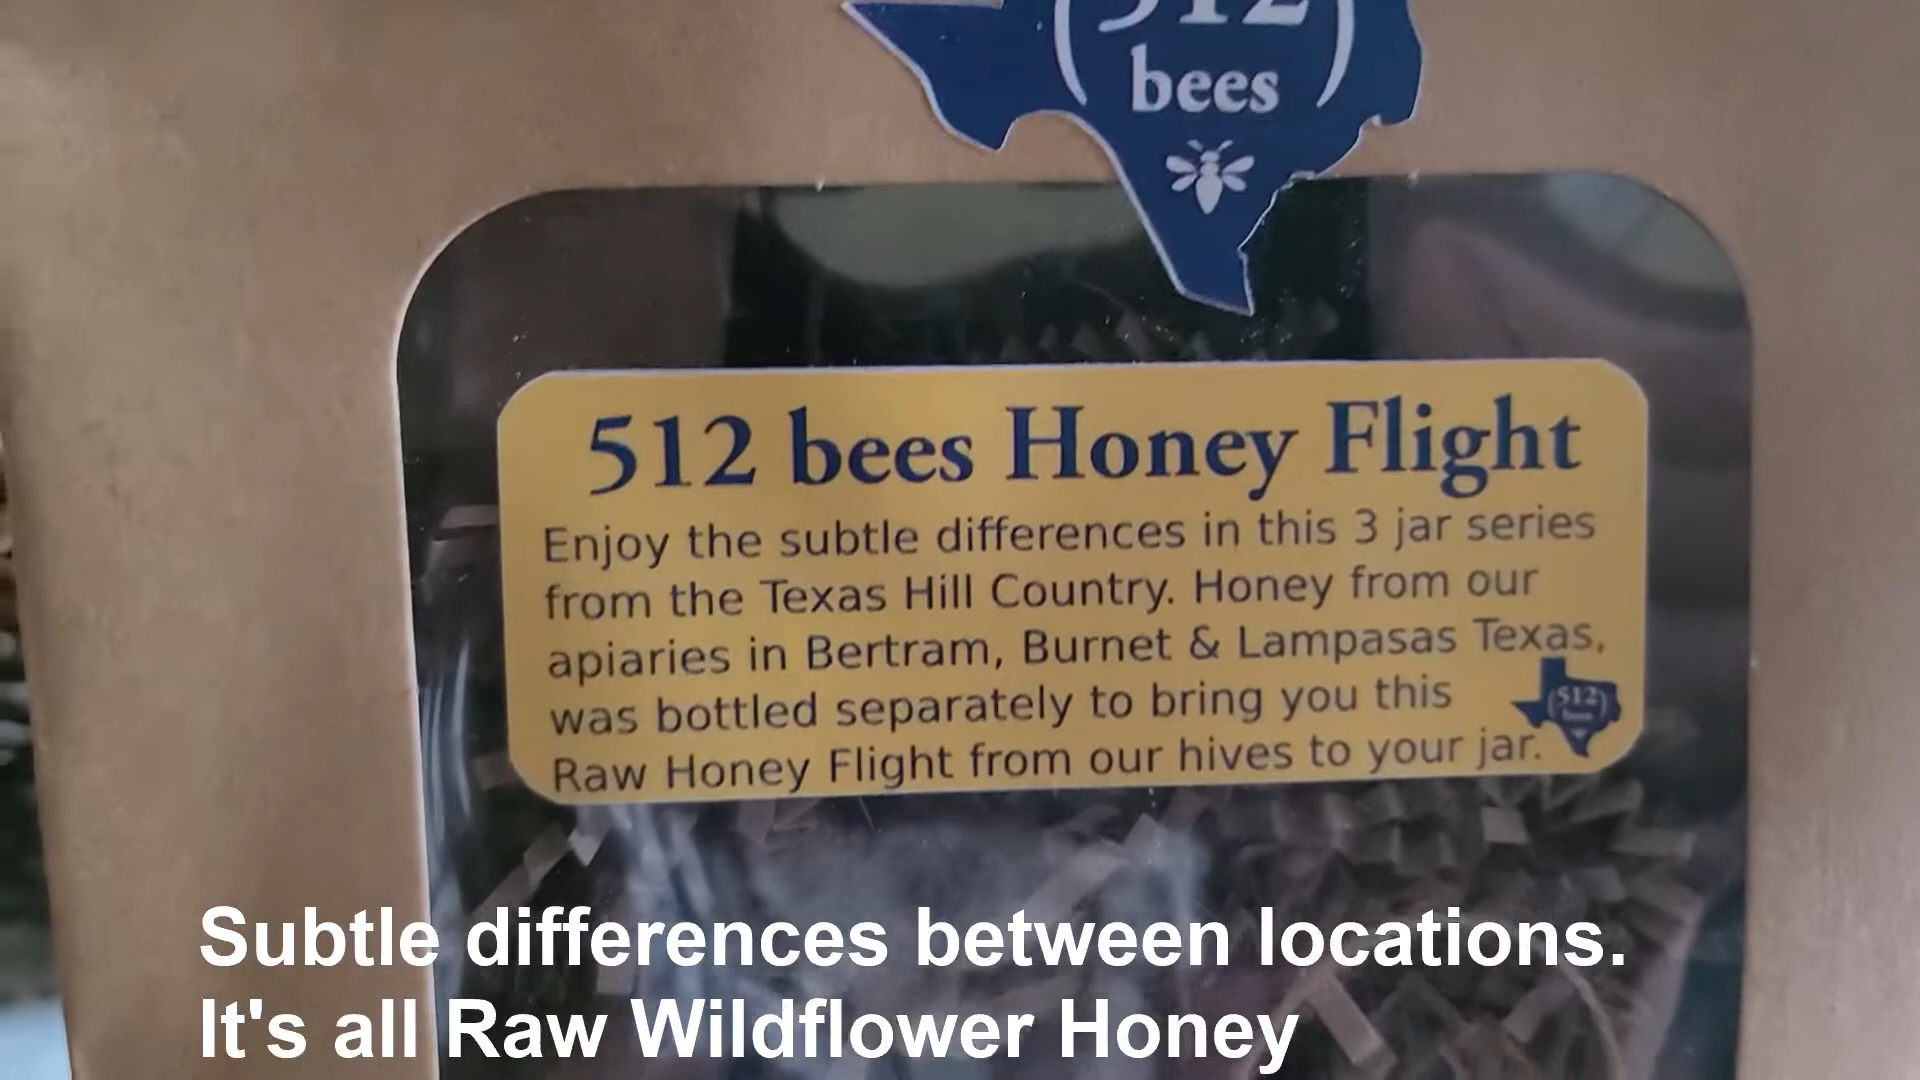 (512)
bees
512 bees Honey Flight
Enjoy the subtle differences in this 3 jar series
from the Texas Hill Country. Honey from our
apiaries in Bertram, Burnet & Lampasas Texas,
was bottled separately to bring you this
Raw Honey Flight from our hives to your jar.
(512)
bees
Subtle differences between locations.
It's all Raw Wildflower Honey